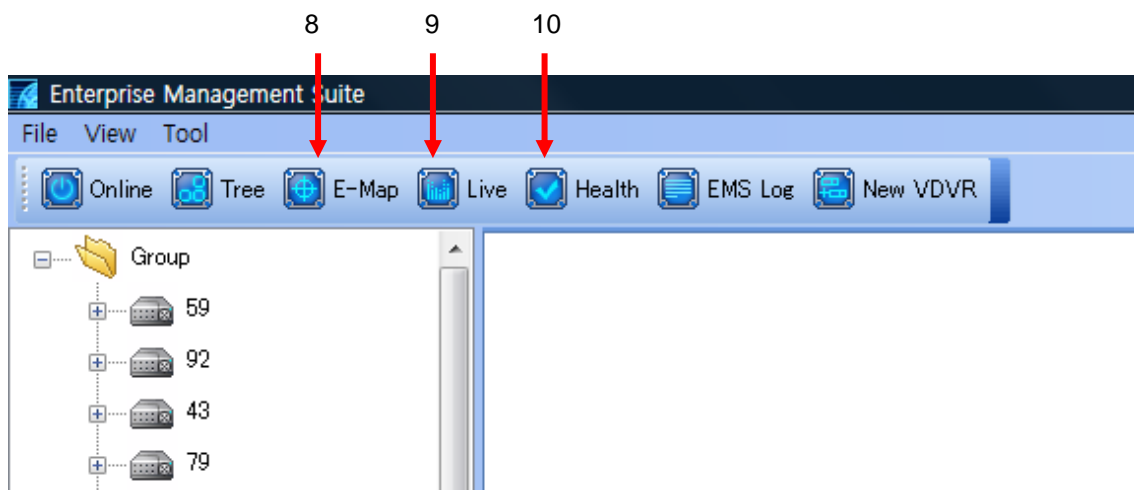 8 9 10
Enterprise Management Suite
File View Tool
Online Tree E-Map Live Health EMS Log New VDVR
Group
59
92
43
79